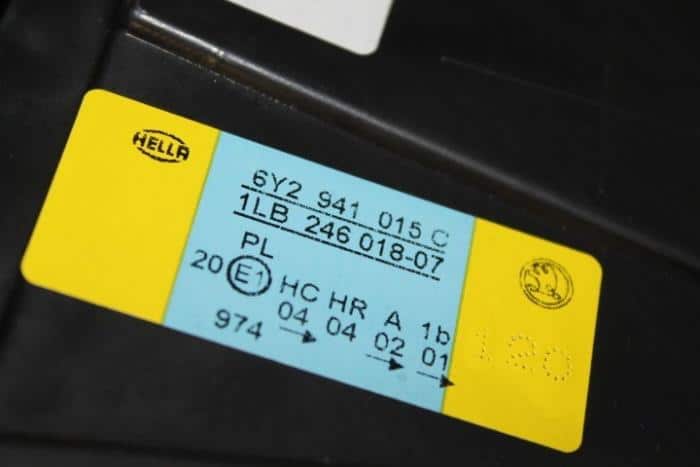 HELLA
6Y2 941 015 C
1LB 246 018-07
PL
20 E1 HC HR A 1b
974 04 04 02 01
120